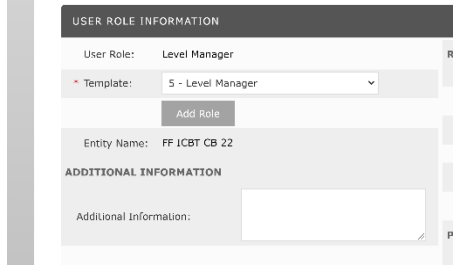 USER ROLE INFORMATION
User Role: Level Manager
* Template: 5 - Level Manager
Add Role
Entity Name: FF ICBT CB 22
ADDITIONAL INFORMATION
Additional Information:
R
P